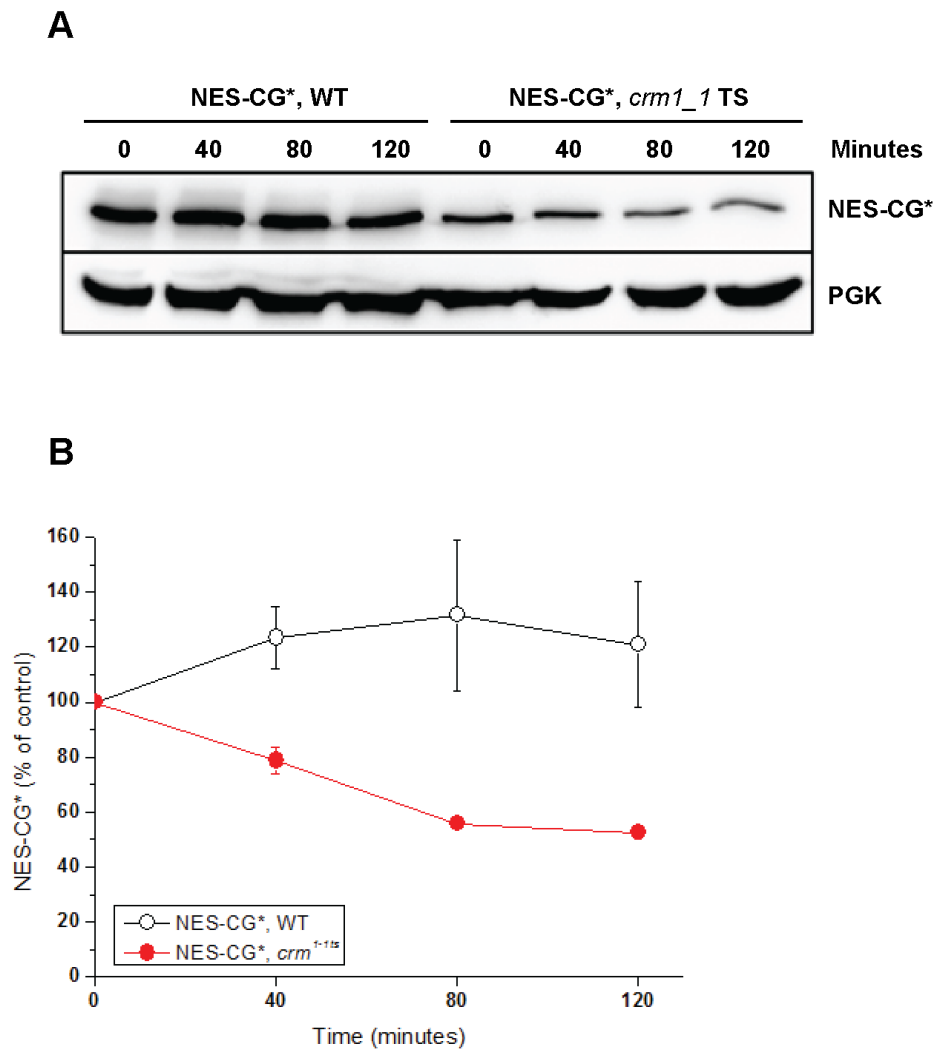 A
NES-CG*, WT NES-CG*, crm1_1 TS
0 40 80 120 0 40 80 120 Minutes
NES-CG*
PGK
B
160
140
120
100
80
60
40
20
0
NES-CG* (% of control)
NES-CG*, WT
NES-CG*, crm1-1ts
0 40 80 120
Time (minutes)